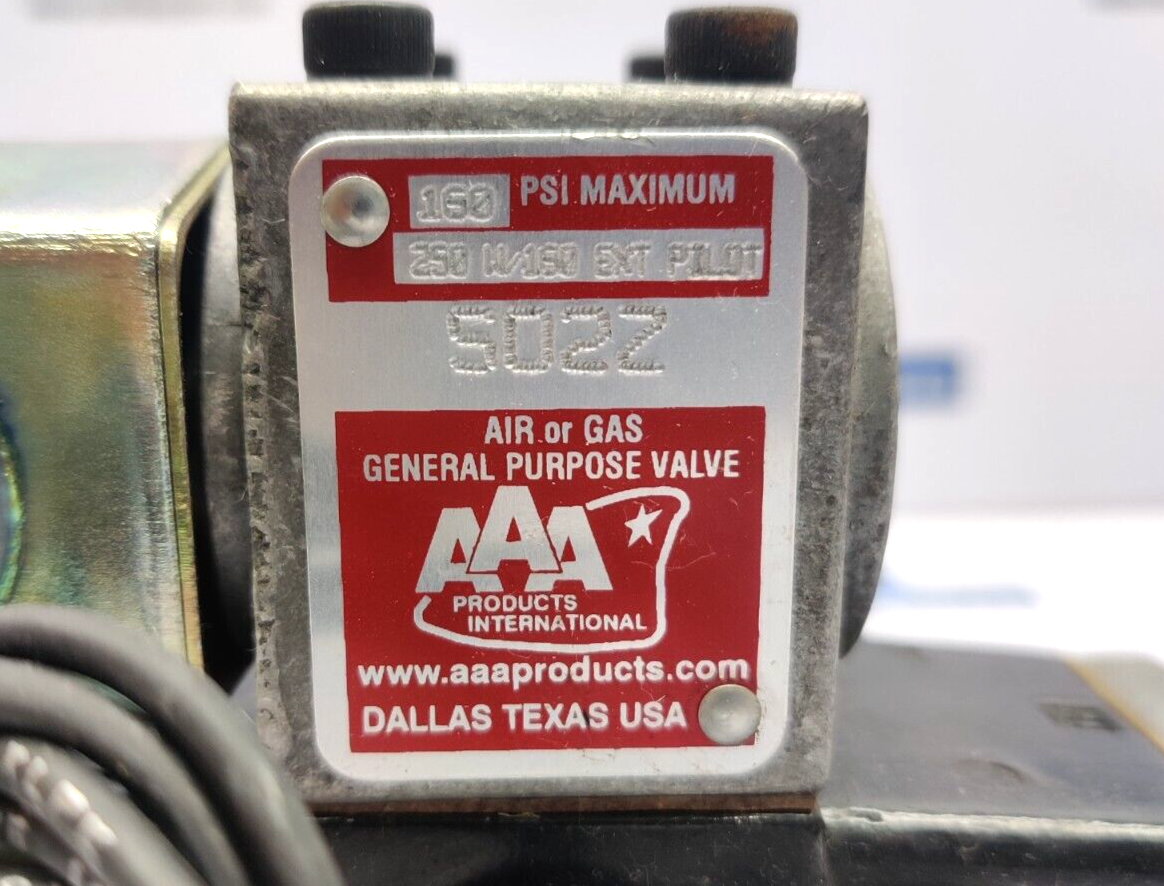 160 PSI MAXIMUM
250 W/160 EXT PILOT
SO2Z
AIR or GAS
GENERAL PURPOSE VALVE
AAA
PRODUCTS
INTERNATIONAL
www.aaaproducts.com
DALLAS TEXAS USA